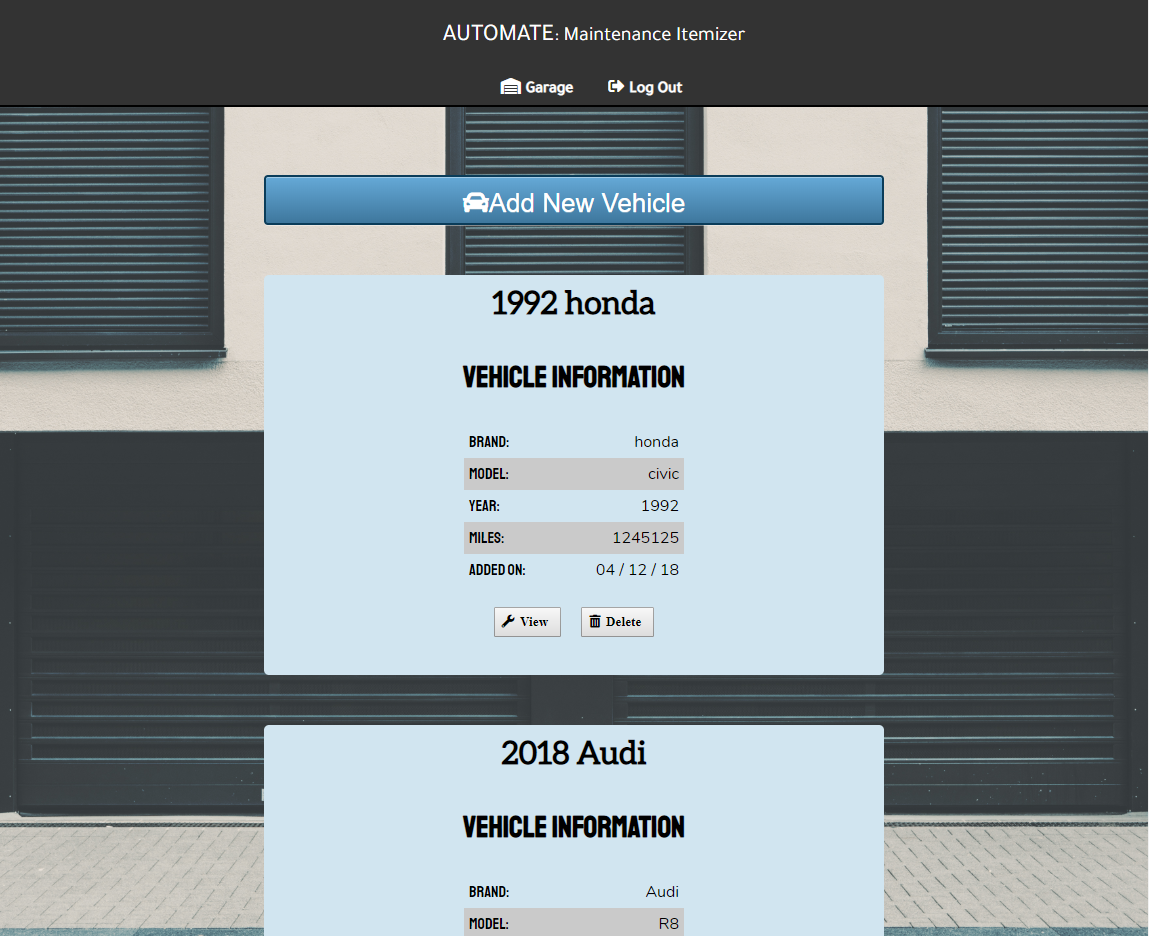 AUTOMATE: Maintenance Itemizer
Garage Log Out
Add New Vehicle
1992 honda
VEHICLE INFORMATION
BRAND: honda
MODEL: civic
YEAR: 1992
MILES: 1245125
ADDED ON: 04 / 12 / 18
View Delete
2018 Audi
VEHICLE INFORMATION
BRAND: Audi
MODEL: R8